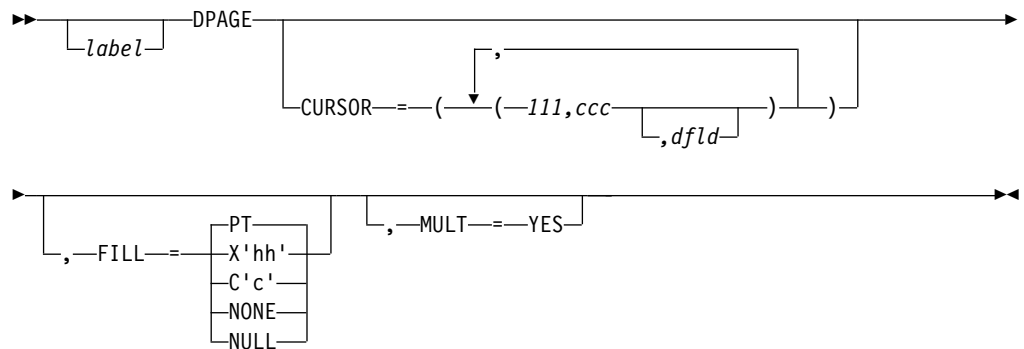 label DPAGE
,
CURSOR = ( ( 111,ccc ) )
,dfld
, FILL = PT , MULT = YES
X'hh'
C'c'
NONE
NULL